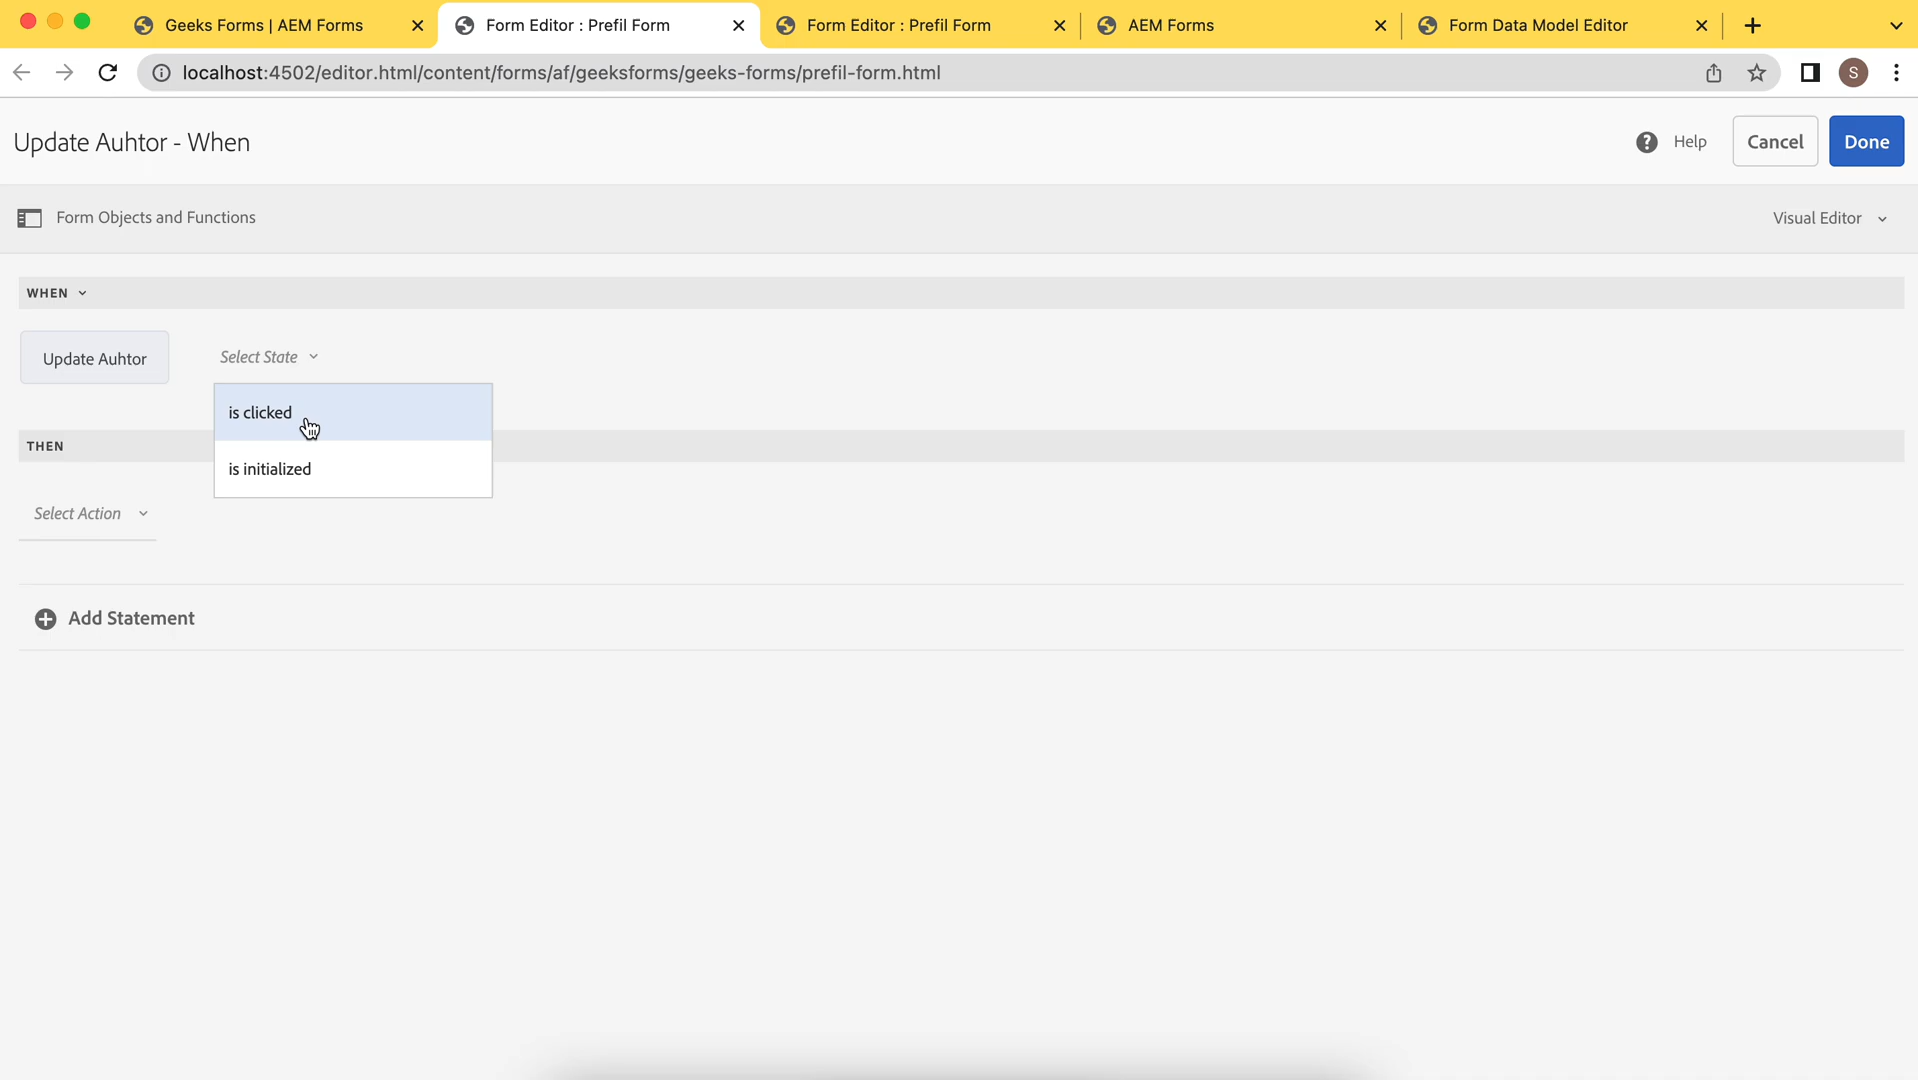 Geeks Forms | AEM Forms
Form Editor : Prefil Form
Form Editor : Prefil Form
AEM Forms
Form Data Model Editor
localhost:4502/editor.html/content/forms/af/geeksforms/geeks-forms/prefil-form.html
S
Update Auhtor - When
Help
Cancel
Done
Form Objects and Functions
Visual Editor
WHEN
Update Auhtor
Select State
is clicked
THEN
is initialized
Select Action
Add Statement